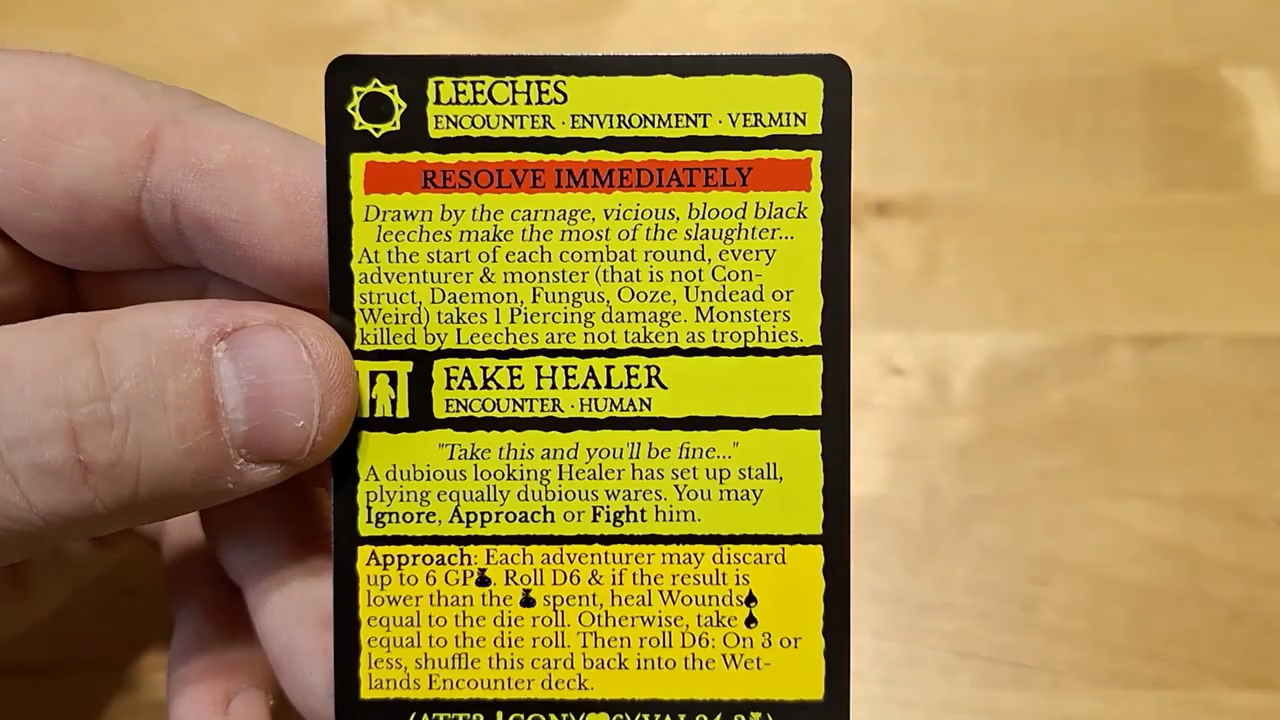 LEECHES
ENCOUNTER · ENVIRONMENT · VERMIN
RESOLVE IMMEDIATELY
Drawn by the carnage, vicious, blood black
leeches make the most of the slaughter...
At the start of each combat round, every
adventurer & monster (that is not Con-
struct, Daemon, Fungus, Ooze, Undead or
Weird) takes 1 Piercing damage. Monsters
killed by Leeches are not taken as trophies.
FAKE HEALER
ENCOUNTER · HUMAN
"Take this and you'll be fine..."
A dubious looking Healer has set up stall,
plying equally dubious wares. You may
Ignore, Approach or Fight him.
Approach: Each adventurer may discard
up to 6 GP. Roll D6 & if the result is
lower than the spent, heal Wounds
equal to the die roll. Otherwise, take
equal to the die roll. Then roll D6: On 3 or
less, shuffle this card back into the Wet-
lands Encounter deck.